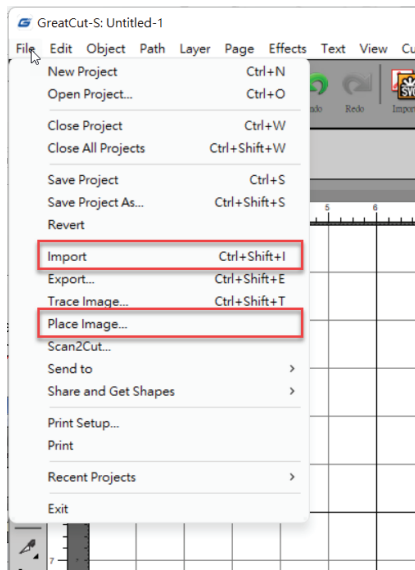 GreatCut-S: Untitled-1
File Edit Object Path Layer Page Effects Text View Cu
New Project Ctrl+N
Open Project... Ctrl+O
Close Project Ctrl+W
Close All Projects Ctrl+Shift+W
Save Project Ctrl+S
Save Project As... Ctrl+Shift+S
Revert
Import Ctrl+Shift+I
Export... Ctrl+Shift+E
Trace Image... Ctrl+Shift+T
Place Image...
Scan2Cut...
Send to
Share and Get Shapes
Print Setup...
Print
Recent Projects
Exit
ndo Redo Import
5 6
7